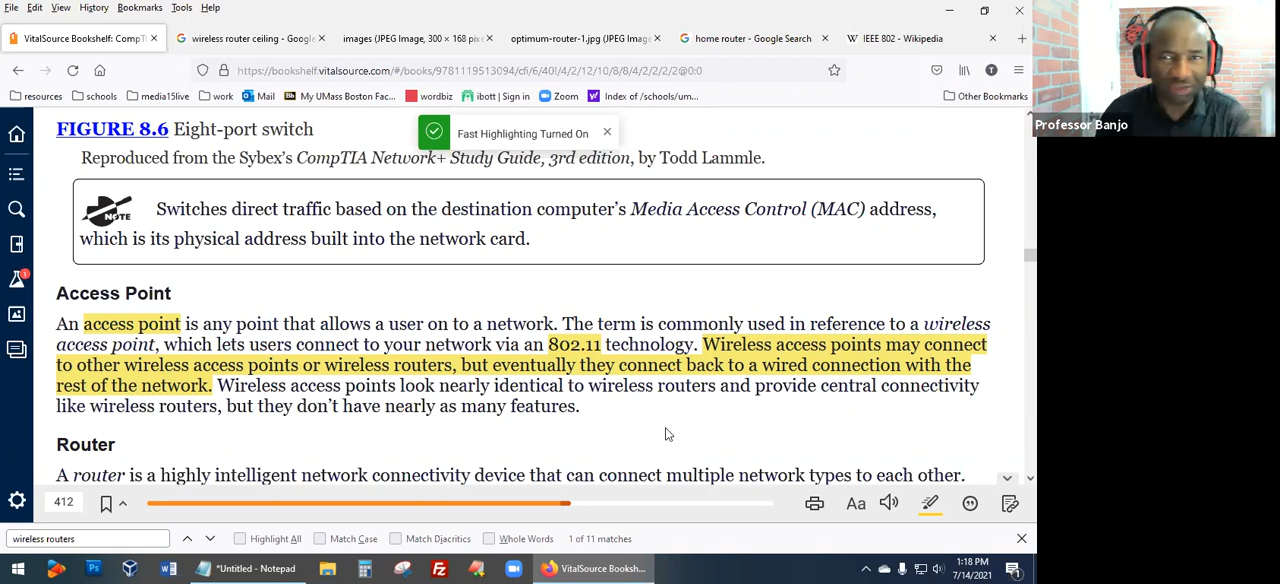 File Edit View History Bookmarks Tools Help
VitalSource Bookshelf: CompT
wireless router ceiling - Google
images (JPEG Image, 300 × 168 pix
optimum-router-1.jpg (JPEG Imag
home router - Google Search
W IEEE 802 - Wikipedia
https://bookshelf.vitalsource.com/#/books/9781119513094/cfi/6/40!/4/2/12/10/8/8/4/2/2/2/2@0:0
resources schools media15live work Mail My UMass Boston Fac... wordbiz ibott | Sign in Zoom Index of /schools/um... Other Bookmarks
Professor Banjo
FIGURE 8.6 Eight-port switch
Fast Highlighting Turned On
Reproduced from the Sybex's CompTIA Network+ Study Guide, 3rd edition, by Todd Lammle.
NOTE
Switches direct traffic based on the destination computer's Media Access Control (MAC) address,
which is its physical address built into the network card.
Access Point
An access point is any point that allows a user on to a network. The term is commonly used in reference to a wireless
access point, which lets users connect to your network via an 802.11 technology. Wireless access points may connect
to other wireless access points or wireless routers, but eventually they connect back to a wired connection with the
rest of the network. Wireless access points look nearly identical to wireless routers and provide central connectivity
like wireless routers, but they don't have nearly as many features.
Router
A router is a highly intelligent network connectivity device that can connect multiple network types to each other.
412
Aa
wireless routers
Highlight All Match Case Match Diacritics Whole Words 1 of 11 matches
*Untitled - Notepad
VitalSource Booksh...
1:18 PM
7/14/2021